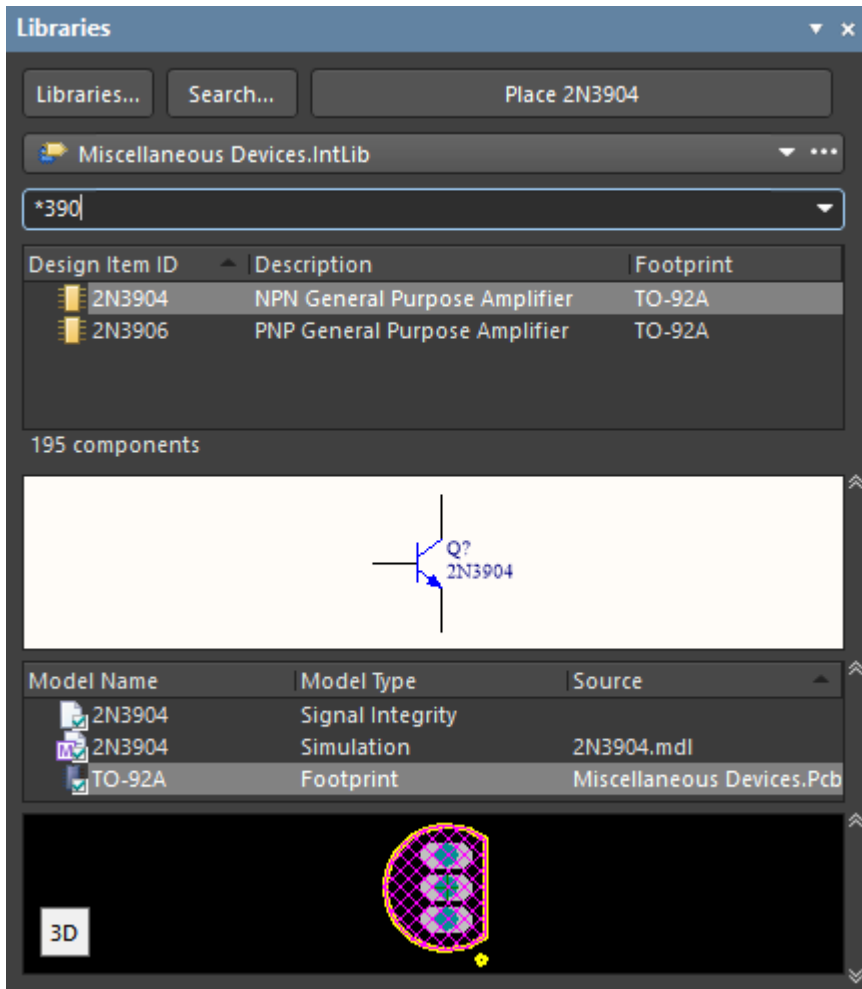 Libraries
Libraries... Search... Place 2N3904
Miscellaneous Devices.IntLib
*390
Design Item ID Description Footprint
2N3904 NPN General Purpose Amplifier TO-92A
2N3906 PNP General Purpose Amplifier TO-92A
195 components
Q?
2N3904
Model Name Model Type Source
2N3904 Signal Integrity
M 2N3904 Simulation 2N3904.mdl
TO-92A Footprint Miscellaneous Devices.Pcb
3D